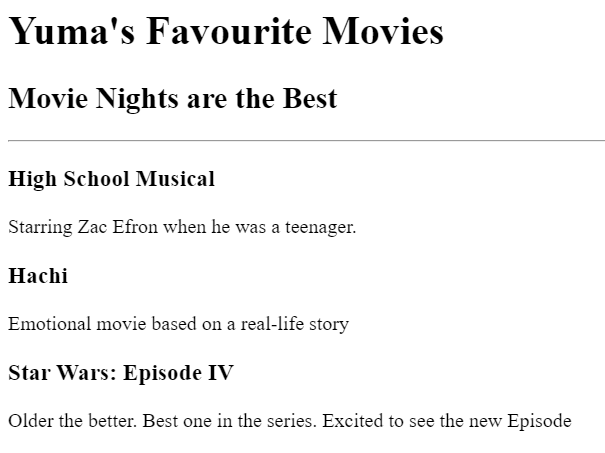 Yuma's Favourite Movies
Movie Nights are the Best
High School Musical
Starring Zac Efron when he was a teenager.
Hachi
Emotional movie based on a real-life story
Star Wars: Episode IV
Older the better. Best one in the series. Excited to see the new Episode